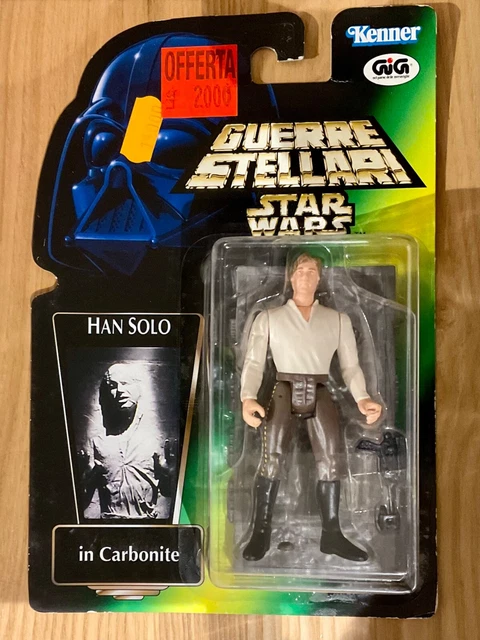 Kenner
OFFERTA
2000
GiG
GUERRE
STELLARI
STAR
WARS
HAN SOLO
in Carbonite